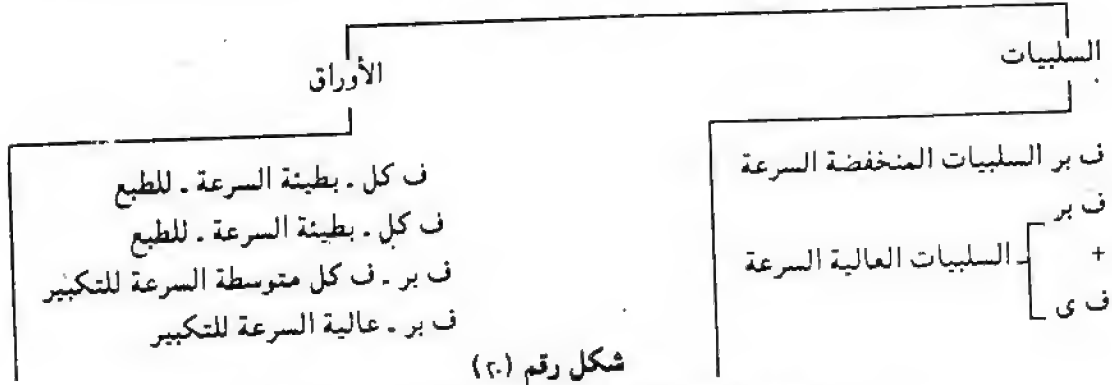 السلبيات
ف بر السلبيات المنخفضة السرعة
ف بر
+ السلبيات العالية السرعة
ف ى
الأوراق
ف كل . بطيئة السرعة . للطبع
ف كل . بطيئة السرعة . للطبع
ف بر . ف كل متوسطة السرعة للتكبير
ف بر . عالية السرعة للتكبير
شكل رقم (٢٠)